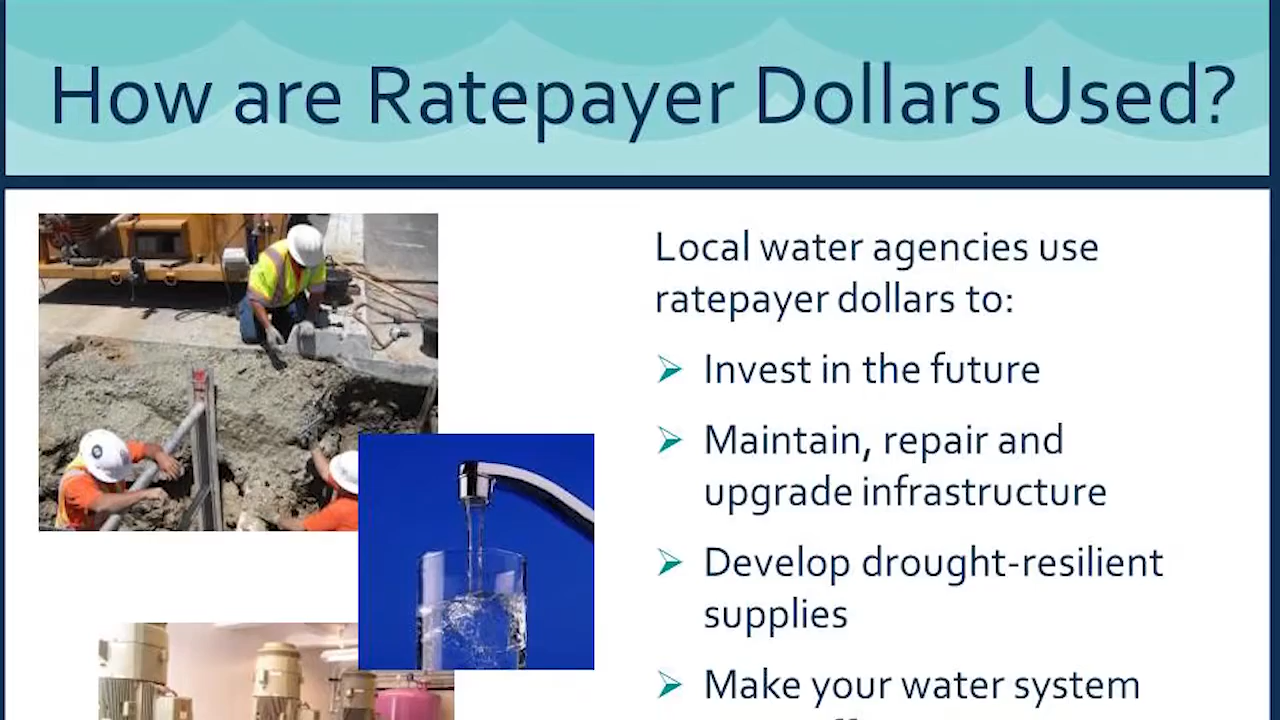 How are Ratepayer Dollars Used?
Local water agencies use
ratepayer dollars to:
Invest in the future
Maintain, repair and
upgrade infrastructure
Develop drought-resilient
supplies
Make your water system